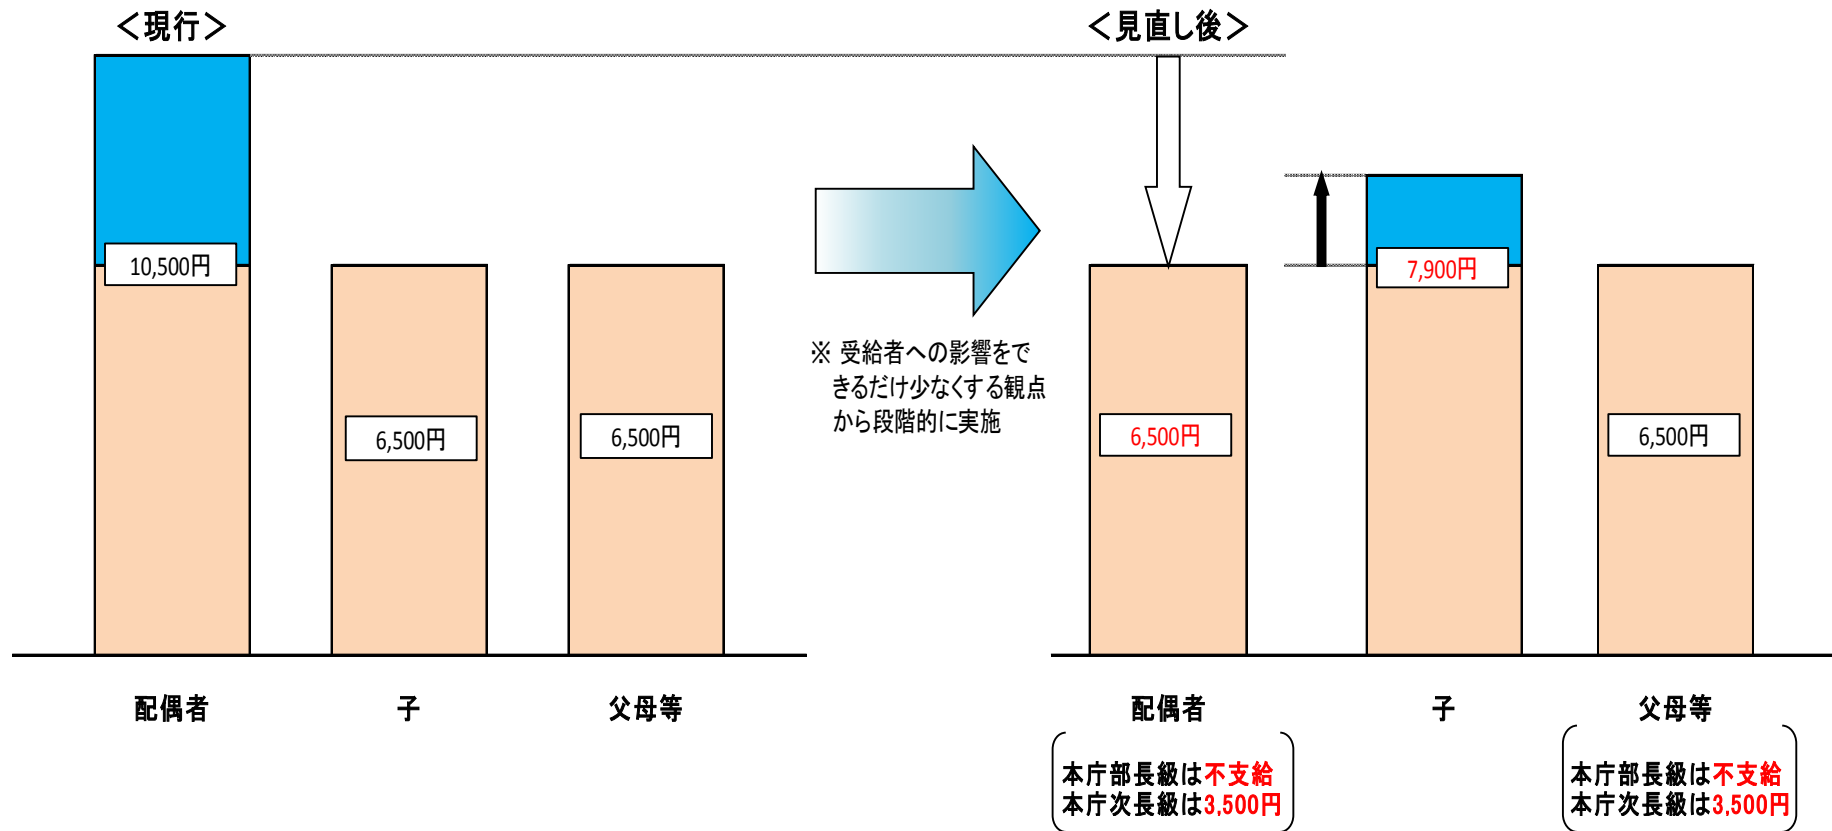 ＜現行＞
＜見直し後＞
10,500円
6,500円
6,500円
※ 受給者への影響をで
きるだけ少なくする観点
から段階的に実施
6,500円
7,900円
6,500円
配偶者
子
父母等
配偶者
子
父母等
本庁部長級は不支給
本庁次長級は3,500円
本庁部長級は不支給
本庁次長級は3,500円